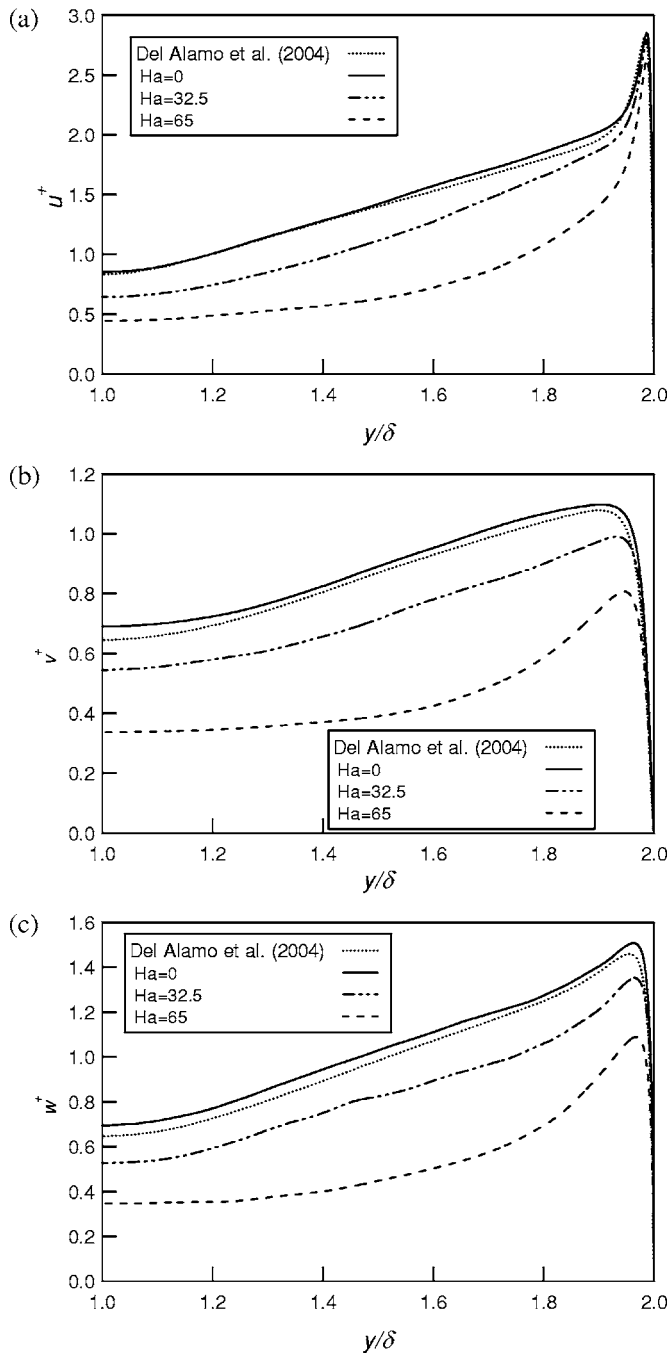 (a)
3.0
2.5
2.0
1.5
1.0
0.5
0.0
u+
Del Alamo et al. (2004)
Ha=0
Ha=32.5
Ha=65
1.0 1.2 1.4 1.6 1.8 2.0
y/δ
(b)
1.2
1.0
0.8
0.6
0.4
0.2
0.0
v+
Del Alamo et al. (2004)
Ha=0
Ha=32.5
Ha=65
1.0 1.2 1.4 1.6 1.8 2.0
y/δ
(c)
1.6
1.4
1.2
1.0
0.8
0.6
0.4
0.2
0.0
w+
Del Alamo et al. (2004)
Ha=0
Ha=32.5
Ha=65
1.0 1.2 1.4 1.6 1.8 2.0
y/δ